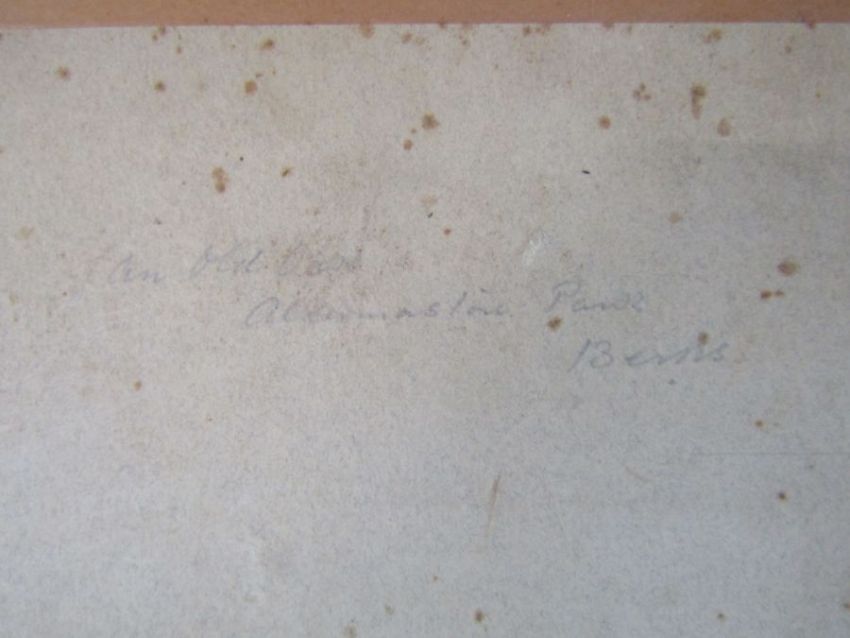 An Old Oak
Aldermaston Park
Berks